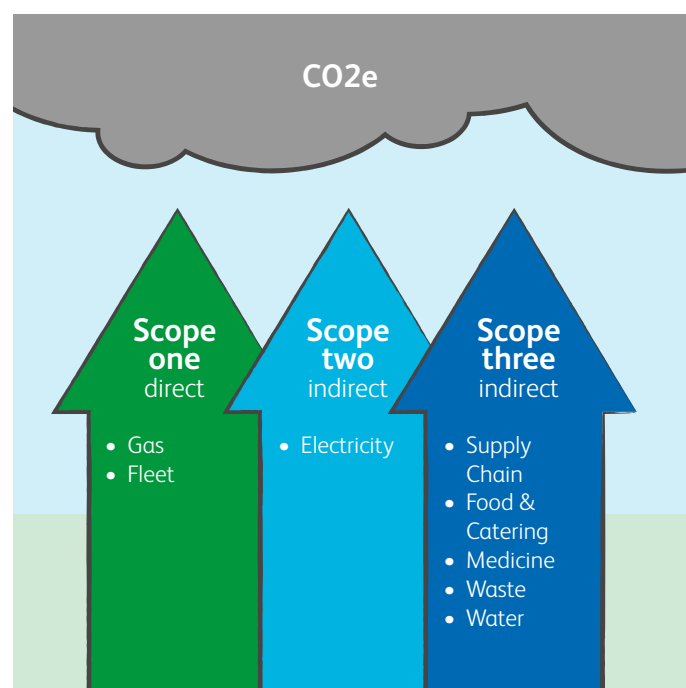 CO2e
Scope
one
direct
• Gas
• Fleet
Scope
two
indirect
• Electricity
Scope
three
indirect
• Supply
Chain
• Food &
Catering
• Medicine
• Waste
• Water